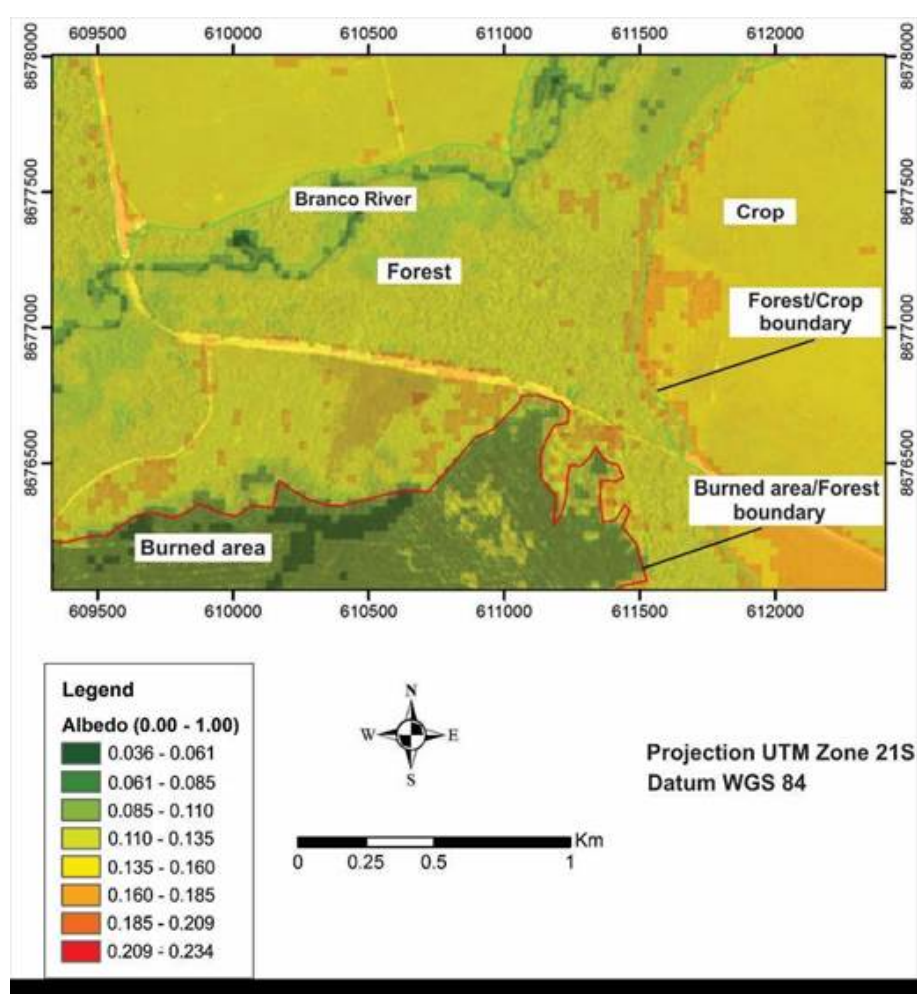 609500 610000 610500 611000 611500 612000
8678000 8678000
Branco River
Crop
8677500 8677500
Forest
Forest/Crop
boundary
8677000 8677000
8676500 8676500
Burned area/Forest
boundary
Burned area
609500 610000 610500 611000 611500 612000
Legend
Albedo (0.00 - 1.00)
0.036 - 0.061
0.061 - 0.085
0.085 - 0.110
0.110 - 0.135
0.135 - 0.160
0.160 - 0.185
0.185 - 0.209
0.209 - 0.234
N
W E
S
Km
0 0.25 0.5 1
Projection UTM Zone 21S
Datum WGS 84